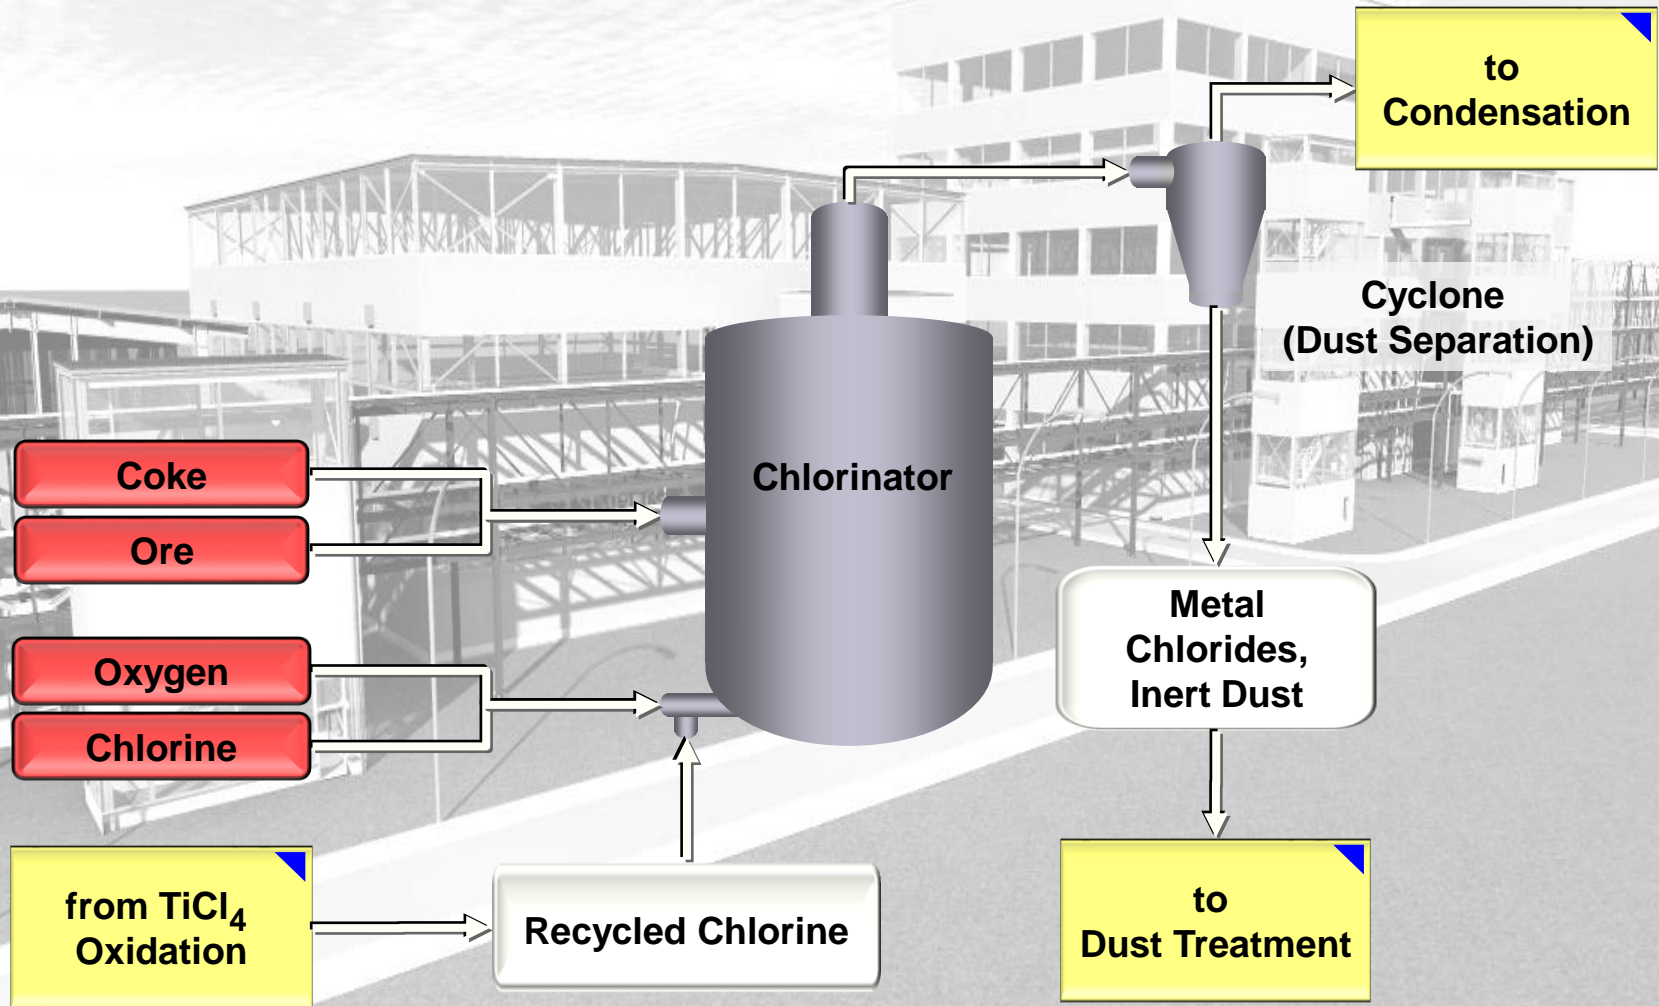 to
Condensation
Cyclone
(Dust Separation)
Chlorinator
Coke
Ore
Oxygen
Chlorine
Metal
Chlorides,
Inert Dust
from TiCl4
Oxidation
Recycled Chlorine
to
Dust Treatment